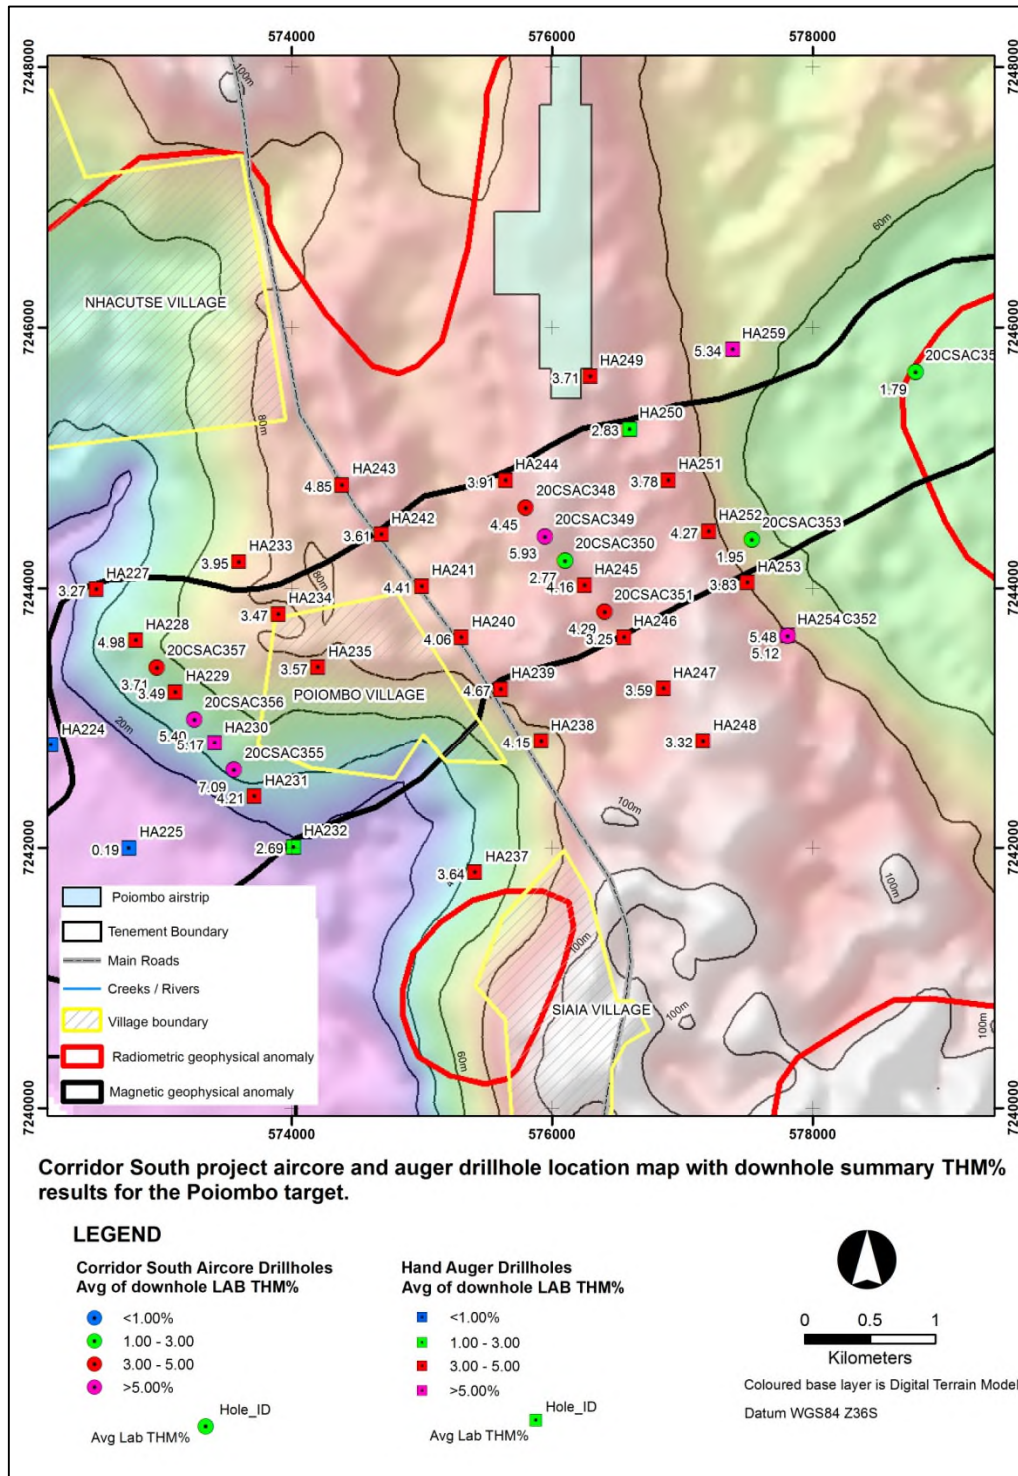 574000
576000
578000
7248000
7248000
100m
60m
NHACUTSE VILLAGE
7246000
7246000
HA259
5.34
HA249
3.71
20CSAC35
1.79
HA250
2.83
80m
HA243
4.85
HA244
3.91
HA251
3.78
20CSAC348
4.45
HA242
3.61
20CSAC349
5.93
HA252
4.27
20CSAC353
1.95
HA233
3.95
20CSAC350
2.77
HA227
3.27
80m
HA241
4.41
HA245
4.16
HA253
3.83
7244000
7244000
HA234
3.47
20CSAC351
4.29
HA228
4.98
HA240
4.06
HA246
3.25
HA254C352
5.48
5.12
20CSAC357
3.71
HA235
3.57
HA229
3.49
POIOMBO VILLAGE
HA239
4.67
HA247
3.59
20CSAC356
5.40
HA224
20m
HA230
5.17
HA238
4.15
HA248
3.32
20CSAC355
7.09
HA231
4.21
100m
HA225
0.19
HA232
2.69
7242000
7242000
HA237
3.64
100m
Poiombo airstrip
Tenement Boundary
Main Roads
Creeks / Rivers
Village boundary
Radiometric geophysical anomaly
Magnetic geophysical anomaly
100m
SIAIA VILLAGE
100m
100m
60m
7240000
7240000
574000
576000
578000
Corridor South project aircore and auger drillhole location map with downhole summary THM%
results for the Poiombo target.
LEGEND
Corridor South Aircore Drillholes
Avg of downhole LAB THM%
<1.00%
1.00 - 3.00
3.00 - 5.00
>5.00%
Hole_ID
Avg Lab THM%
Hand Auger Drillholes
Avg of downhole LAB THM%
<1.00%
1.00 - 3.00
3.00 - 5.00
>5.00%
Hole_ID
Avg Lab THM%
0 0.5 1
Kilometers
Coloured base layer is Digital Terrain Model
Datum WGS84 Z36S